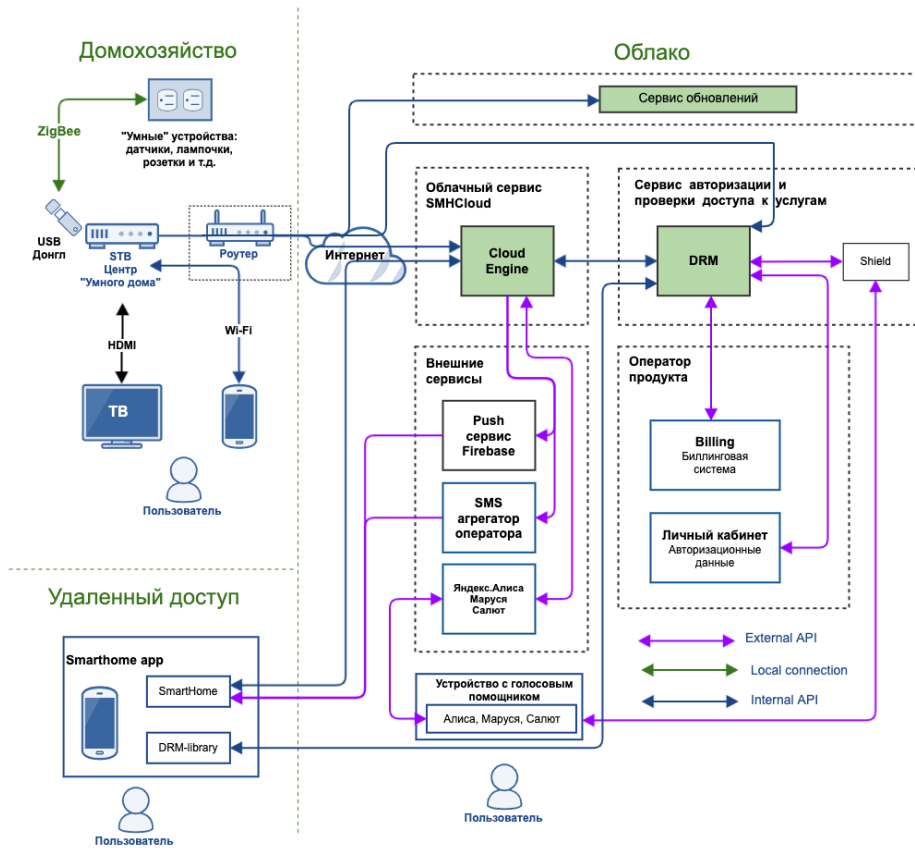 Домохозяйство
Облако
Сервис обновлений
ZigBee
"Умные" устройства:
датчики, лампочки,
розетки и т.д.
USB
Донгл
STB
Центр
"Умного дома"
Роутер
Интернет
HDMI
Wi-Fi
ТВ
Пользователь
Облачный сервис
SMHCloud
Cloud
Engine
Сервис авторизации и
проверки доступа к услугам
DRM
Shield
Внешние
сервисы
Push
сервис
Firebase
SMS
агрегатор
оператора
Яндекс.Алиса
Маруся
Салют
Оператор
продукта
Billing
Биллинговая
система
Личный кабинет
Авторизационные
данные
Удаленный доступ
Smarthome app
SmartHome
DRM-library
Пользователь
Устройство с голосовым
помощником
Алиса, Маруся, Салют
Пользователь
External API
Local connection
Internal API